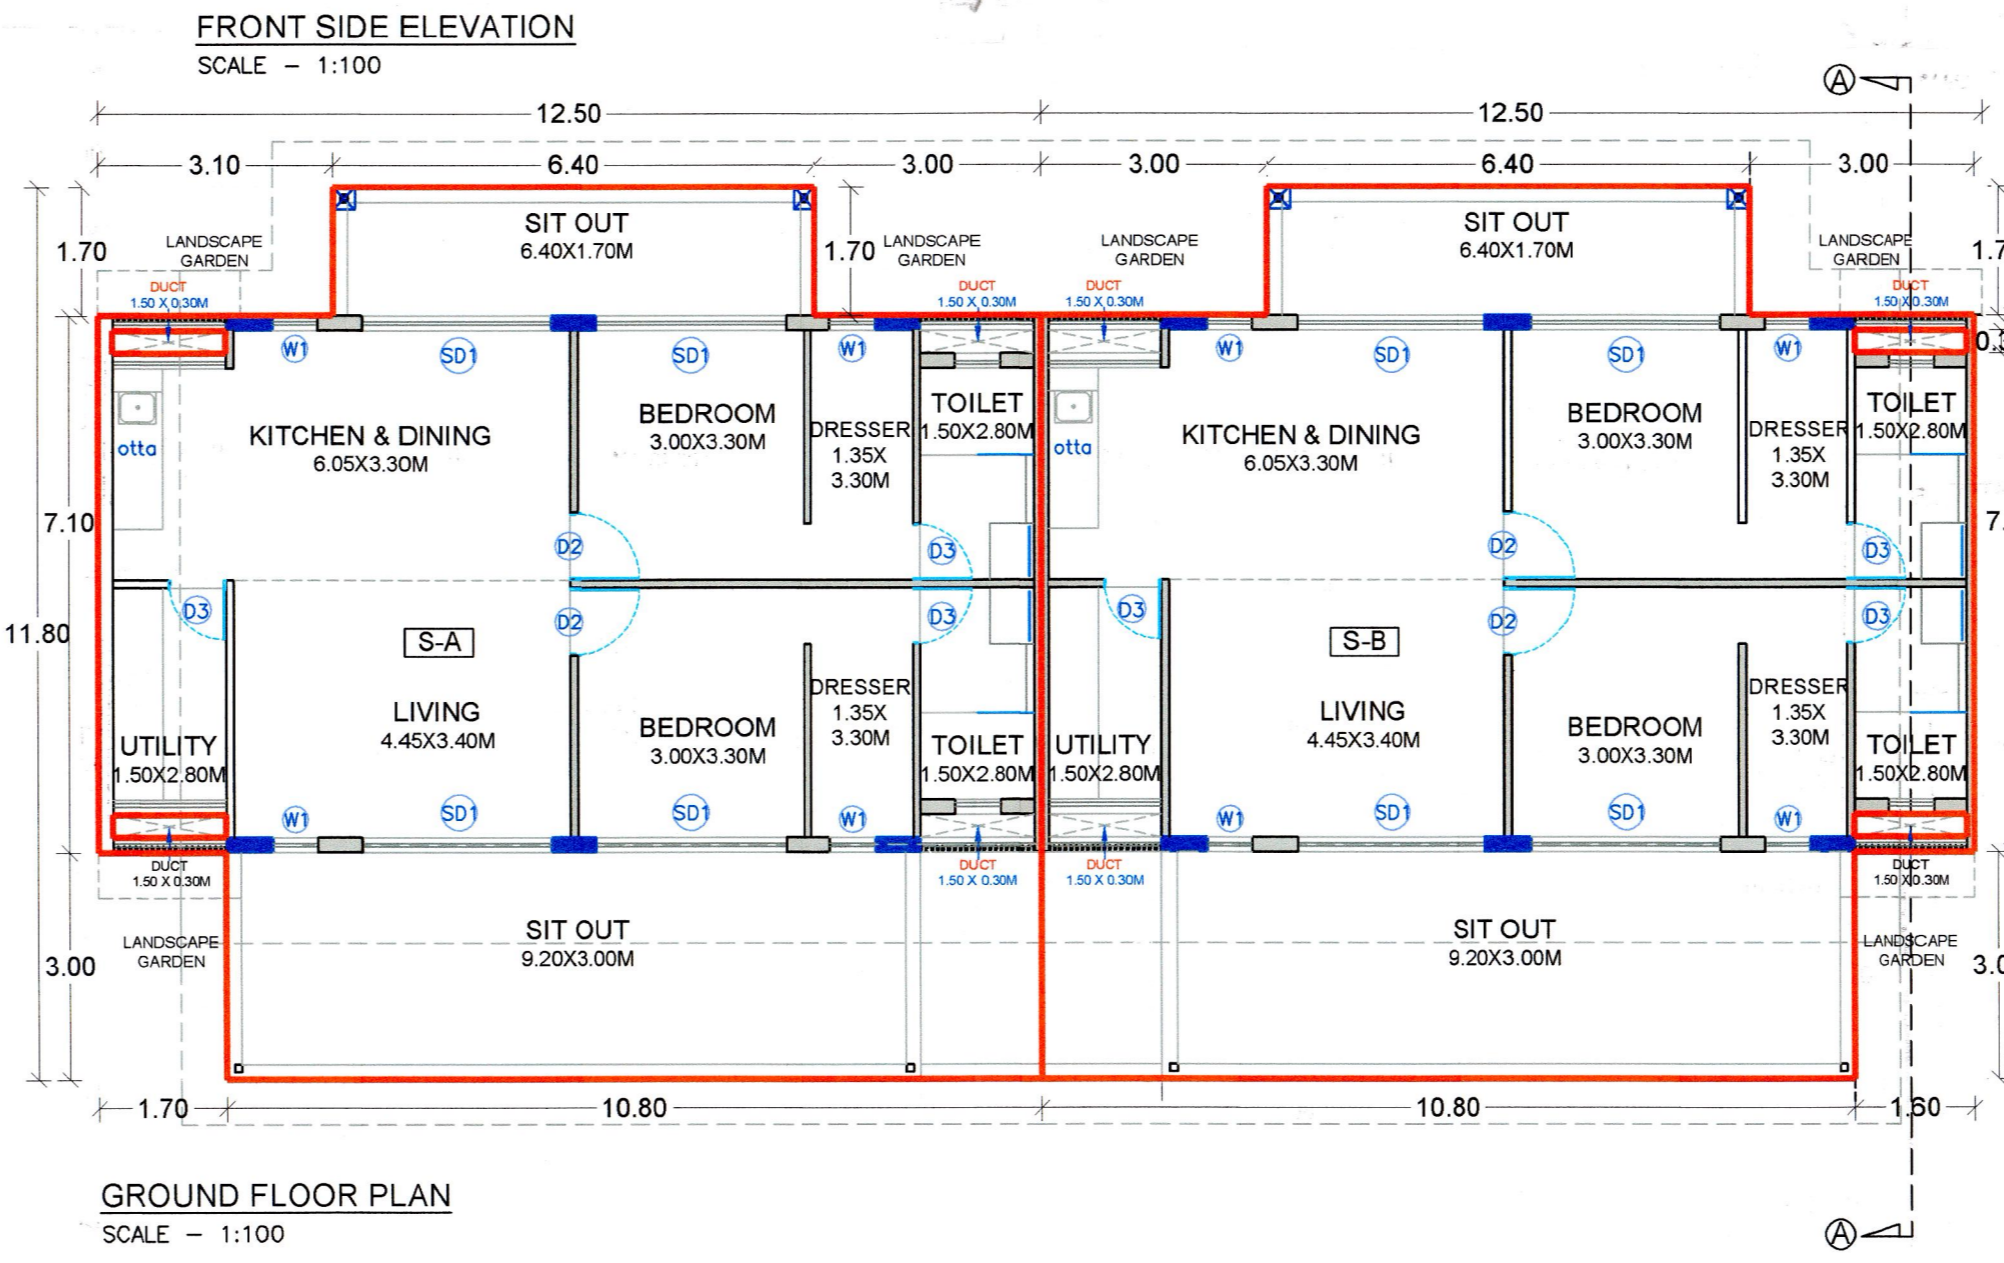 FRONT SIDE ELEVATION
SCALE - 1:100
A
12.50 12.50
3.10 6.40 3.00 3.00 6.40 3.00
SIT OUT
6.40X1.70M
SIT OUT
6.40X1.70M
1.70
LANDSCAPE
GARDEN
1.70
LANDSCAPE
GARDEN
LANDSCAPE
GARDEN
LANDSCAPE
GARDEN
DUCT
1.50 X 0.30M
DUCT
1.50 X 0.30M
DUCT
1.50 X 0.30M
DUCT
1.50 X 0.30M
W1 SD1 SD1 W1 W1 SD1 SD1 W1
otta
KITCHEN & DINING
6.05X3.30M
BEDROOM
3.00X3.30M
DRESSER
1.35X
3.30M
TOILET
1.50X2.80M
otta
KITCHEN & DINING
6.05X3.30M
BEDROOM
3.00X3.30M
DRESSER
1.35X
3.30M
TOILET
1.50X2.80M
7.10
D2 D3 D2 D3
D3 D2 D3 D3 D2 D3
11.80
S-A S-B
UTILITY
1.50X2.80M
LIVING
4.45X3.40M
BEDROOM
3.00X3.30M
DRESSER
1.35X
3.30M
TOILET
1.50X2.80M
UTILITY
1.50X2.80M
LIVING
4.45X3.40M
BEDROOM
3.00X3.30M
DRESSER
1.35X
3.30M
TOILET
1.50X2.80M
W1 SD1 SD1 W1 W1 SD1 SD1 W1
DUCT
1.50 X 0.30M
DUCT
1.50 X 0.30M
DUCT
1.50 X 0.30M
DUCT
1.50 X 0.30M
3.00
LANDSCAPE
GARDEN
SIT OUT
9.20X3.00M
SIT OUT
9.20X3.00M
LANDSCAPE
GARDEN
1.70 10.80 10.80 1.60
GROUND FLOOR PLAN
SCALE - 1:100
A